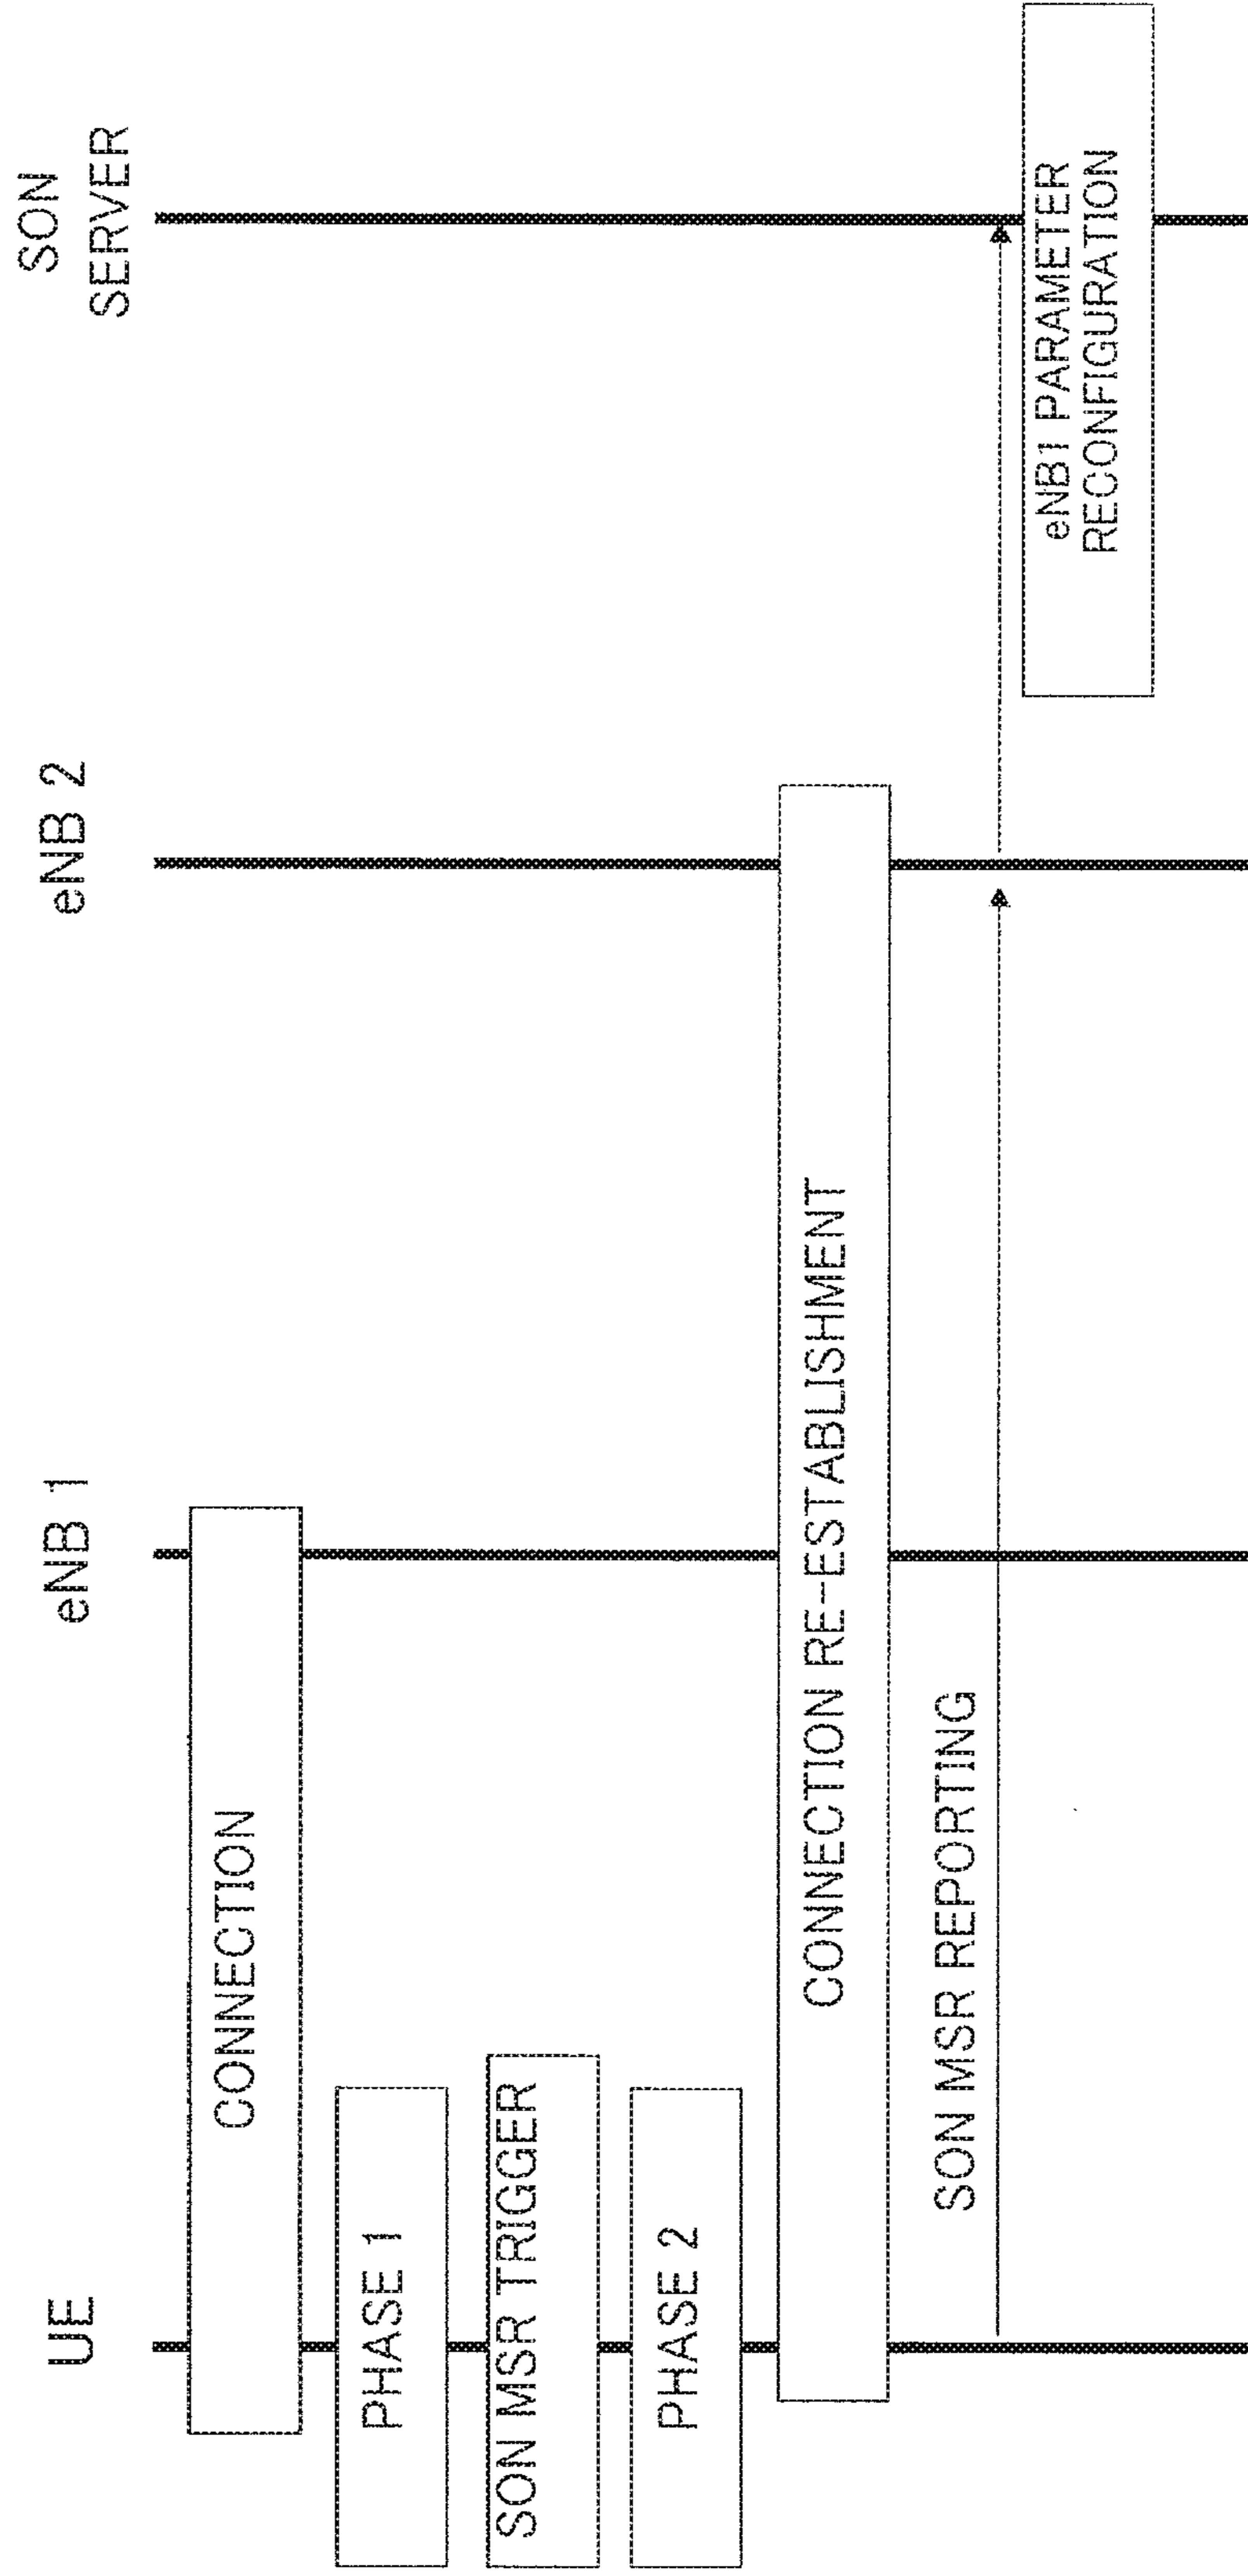 UE
eNB 1
eNB 2
SON
SERVER
CONNECTION
PHASE 1
SON MSR TRIGGER
PHASE 2
CONNECTION RE-ESTABLISHMENT
SON MSR REPORTING
eNB1 PARAMETER
RECONFIGURATION